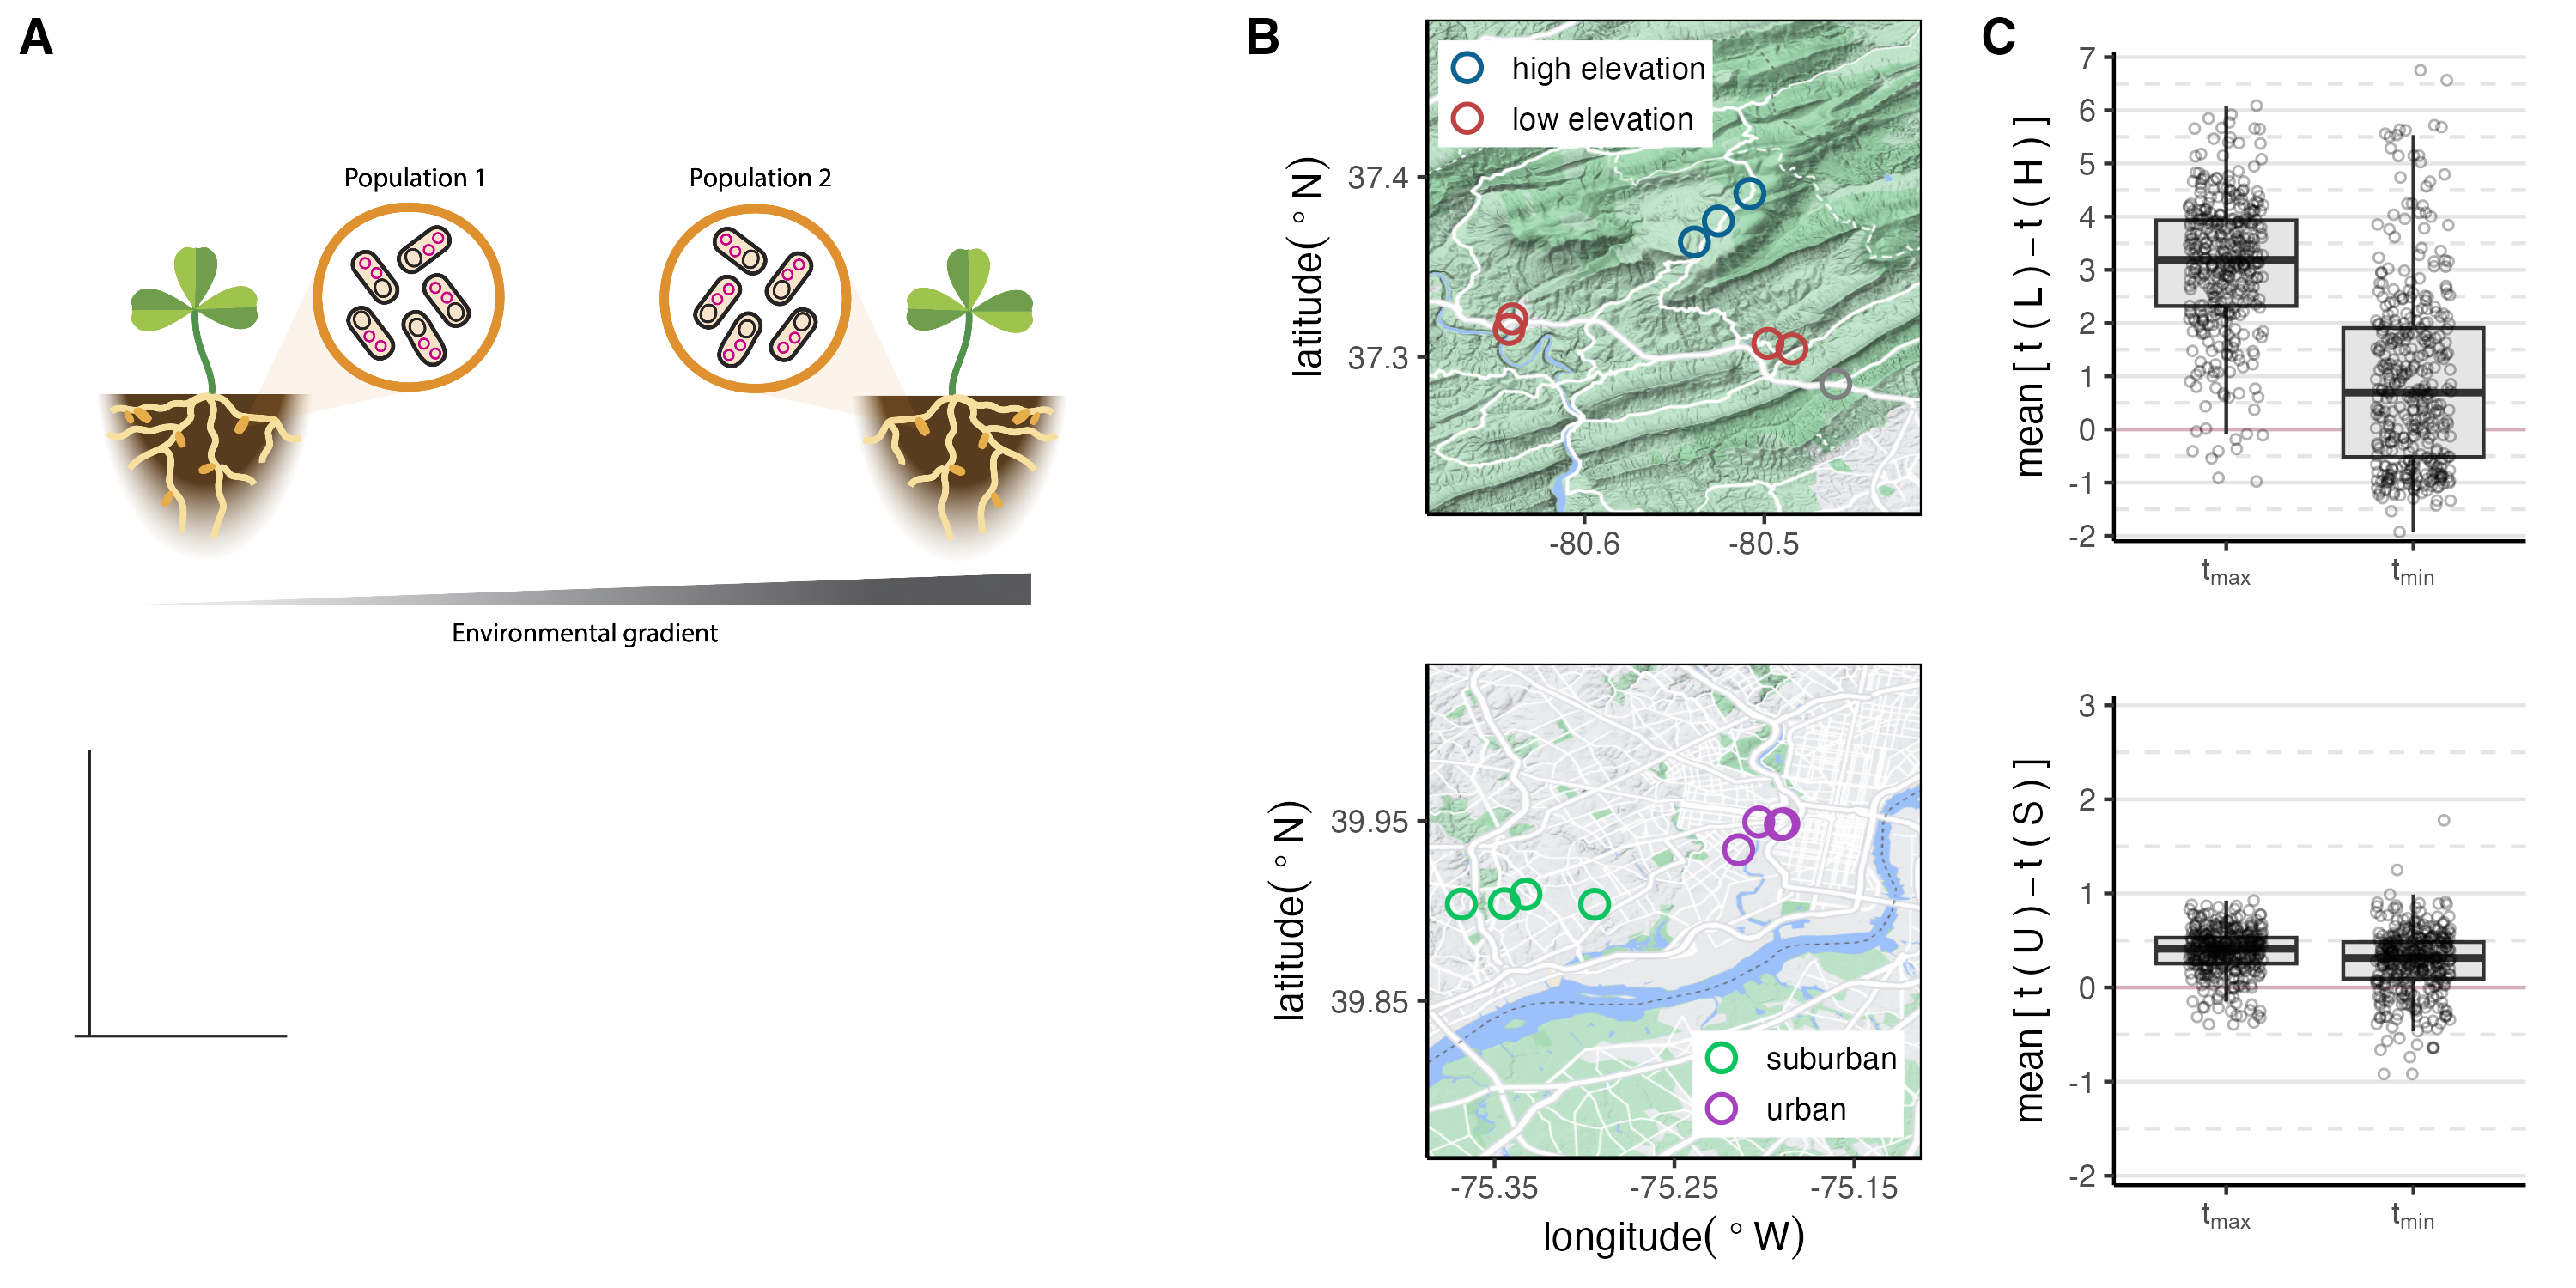 A
Population 1
Population 2
Environmental gradient
B
high elevation
low elevation
latitude( ° N)
37.4
37.3
-80.6
-80.5
latitude( ° N)
39.95
39.85
suburban
urban
-75.35
-75.25
-75.15
longitude( ° W)
C
mean [ t ( L ) – t ( H ) ]
7
6
5
4
3
2
1
0
-1
-2
tmax
tmin
mean [ t ( U ) – t ( S ) ]
3
2
1
0
-1
-2
tmax
tmin